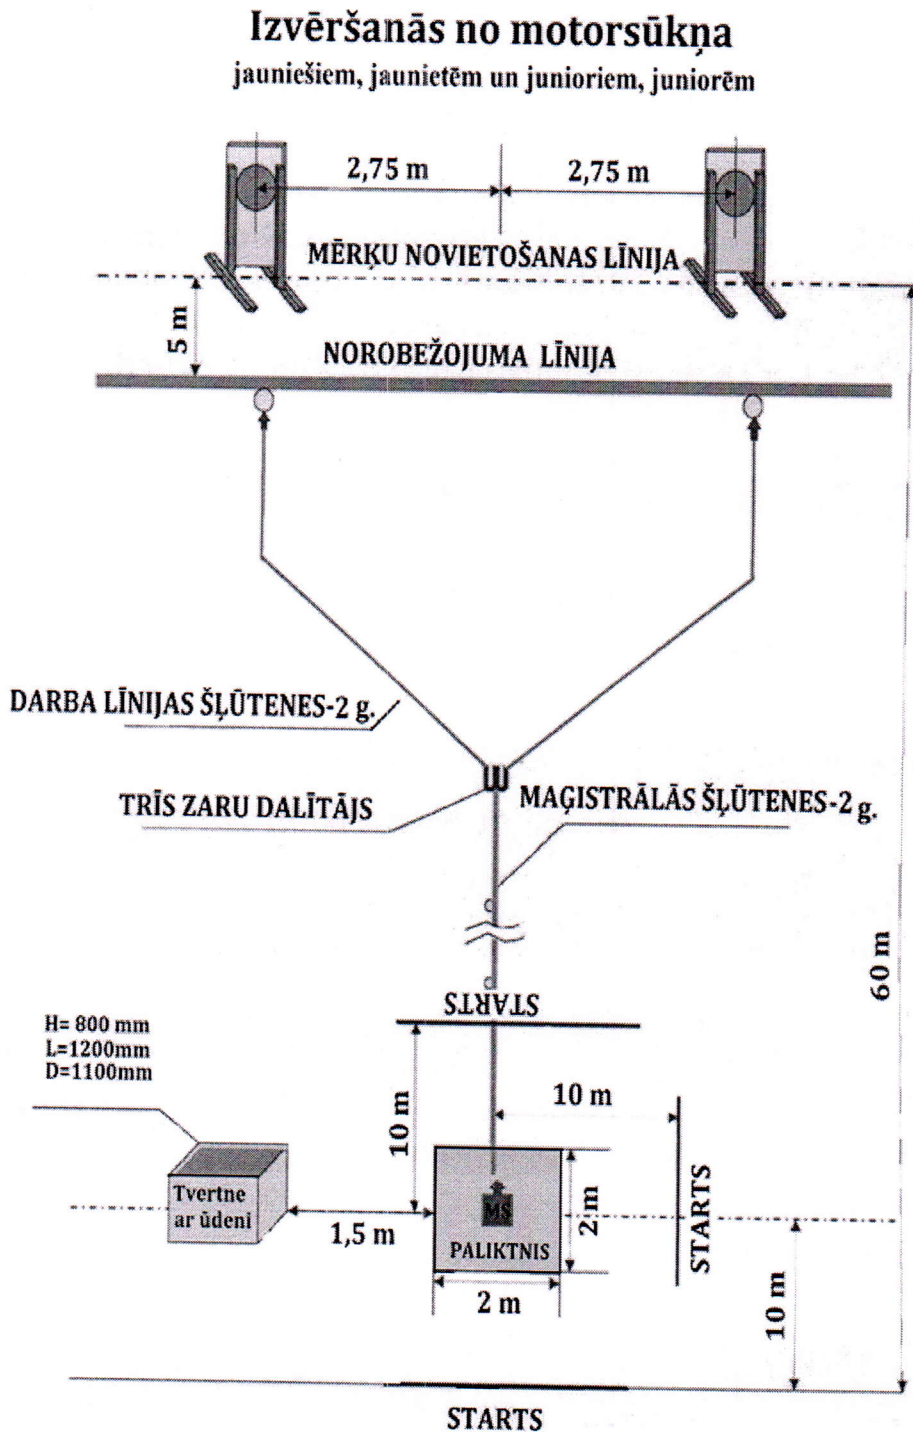 Izvēršanās no motorsūkņa
jauniešiem, jaunietēm un junioriem, juniorēm
2,75 m
2,75 m
MĒRĶU NOVIETOŠANAS LĪNIJA
5 m
NOROBEŽOJUMA LĪNIJA
DARBA LĪNIJAS ŠĻŪTENES-2 g.
TRĪS ZARU DALĪTĀJS
MAĢISTRĀLĀS ŠĻŪTENES-2 g.
60 m
STARTS
H= 800 mm
L=1200mm
D=1100mm
10 m
10 m
Tvertne
ar ūdeni
1,5 m
MS
PALIKTNIS
2 m
2 m
STARTS
10 m
STARTS